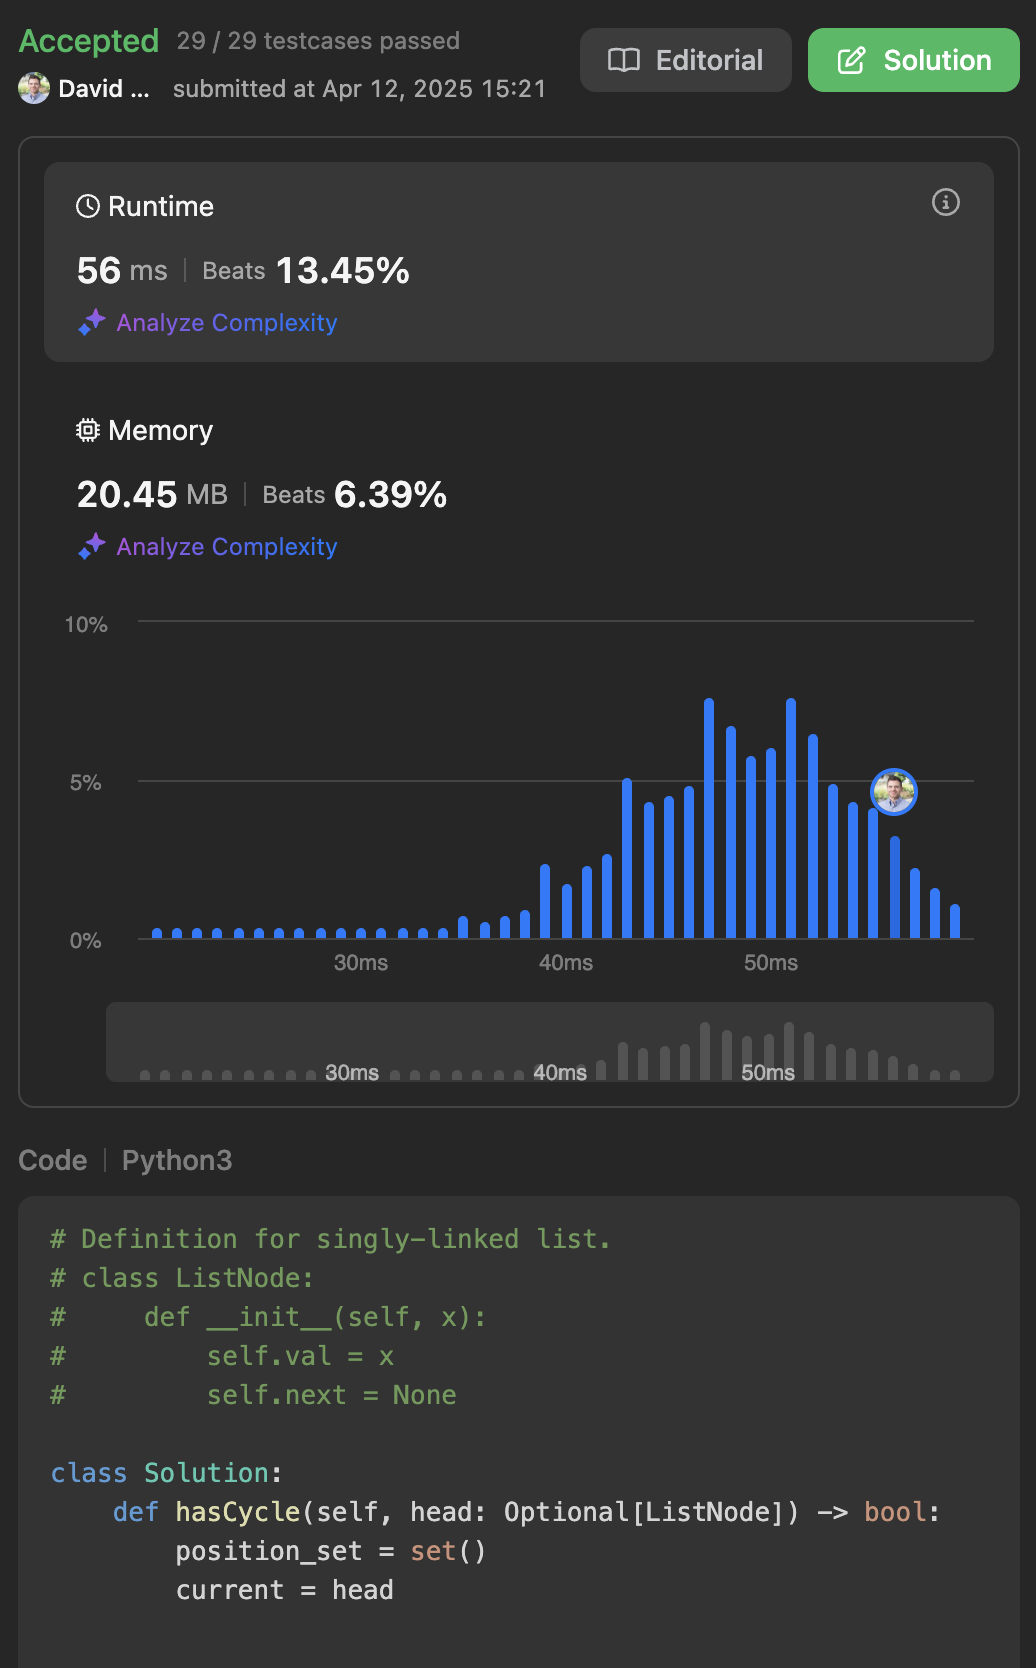 Accepted 29 / 29 testcases passed
David ... submitted at Apr 12, 2025 15:21
Editorial
Solution
Runtime
56 ms | Beats 13.45%
Analyze Complexity
Memory
20.45 MB | Beats 6.39%
Analyze Complexity
10%
5%
0%
30ms 40ms 50ms
30ms 40ms 50ms
Code | Python3
# Definition for singly-linked list.
# class ListNode:
#     def __init__(self, x):
#         self.val = x
#         self.next = None
class Solution:
    def hasCycle(self, head: Optional[ListNode]) -> bool:
        position_set = set()
        current = head